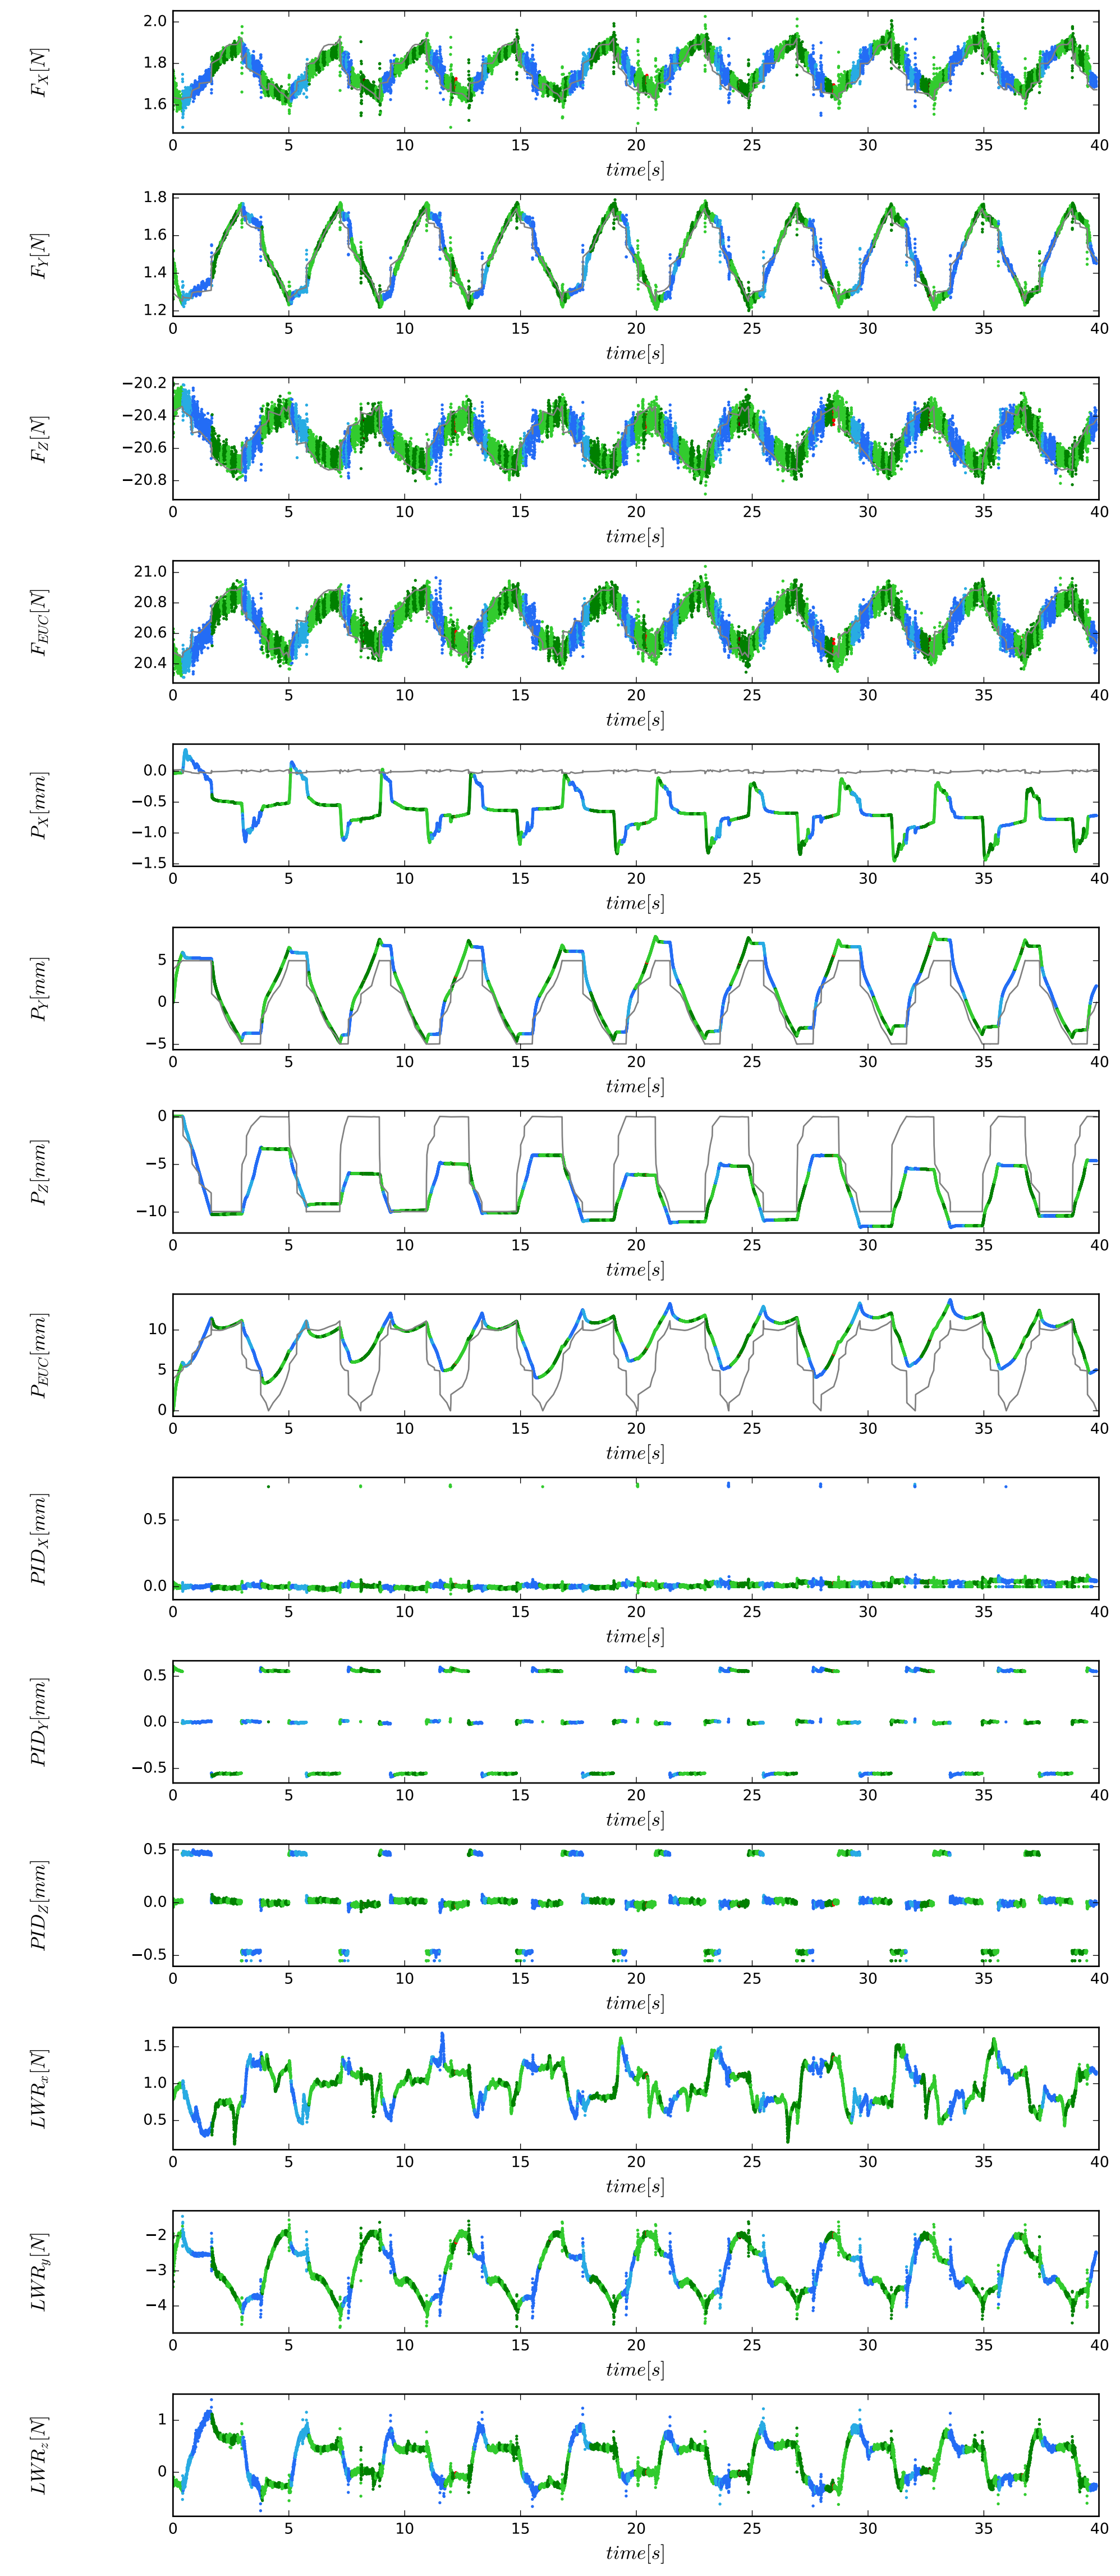 F_X[N]
2.0
1.8
1.6
0 5 10 15 20 25 30 35 40
time[s]
F_Y[N]
1.8
1.6
1.4
1.2
0 5 10 15 20 25 30 35 40
time[s]
F_Z[N]
−20.2
−20.4
−20.6
−20.8
0 5 10 15 20 25 30 35 40
time[s]
F_EUC[N]
21.0
20.8
20.6
20.4
0 5 10 15 20 25 30 35 40
time[s]
P_X[mm]
0.0
−0.5
−1.0
−1.5
0 5 10 15 20 25 30 35 40
time[s]
P_Y[mm]
5
0
−5
0 5 10 15 20 25 30 35 40
time[s]
P_Z[mm]
0
−5
−10
0 5 10 15 20 25 30 35 40
time[s]
P_EUC[mm]
10
5
0
0 5 10 15 20 25 30 35 40
time[s]
PID_X[mm]
0.5
0.0
0 5 10 15 20 25 30 35 40
time[s]
PID_Y[mm]
0.5
0.0
−0.5
0 5 10 15 20 25 30 35 40
time[s]
PID_Z[mm]
0.5
0.0
−0.5
0 5 10 15 20 25 30 35 40
time[s]
LWR_x[N]
1.5
1.0
0.5
0 5 10 15 20 25 30 35 40
time[s]
LWR_y[N]
−2
−3
−4
0 5 10 15 20 25 30 35 40
time[s]
LWR_z[N]
1
0
0 5 10 15 20 25 30 35 40
time[s]